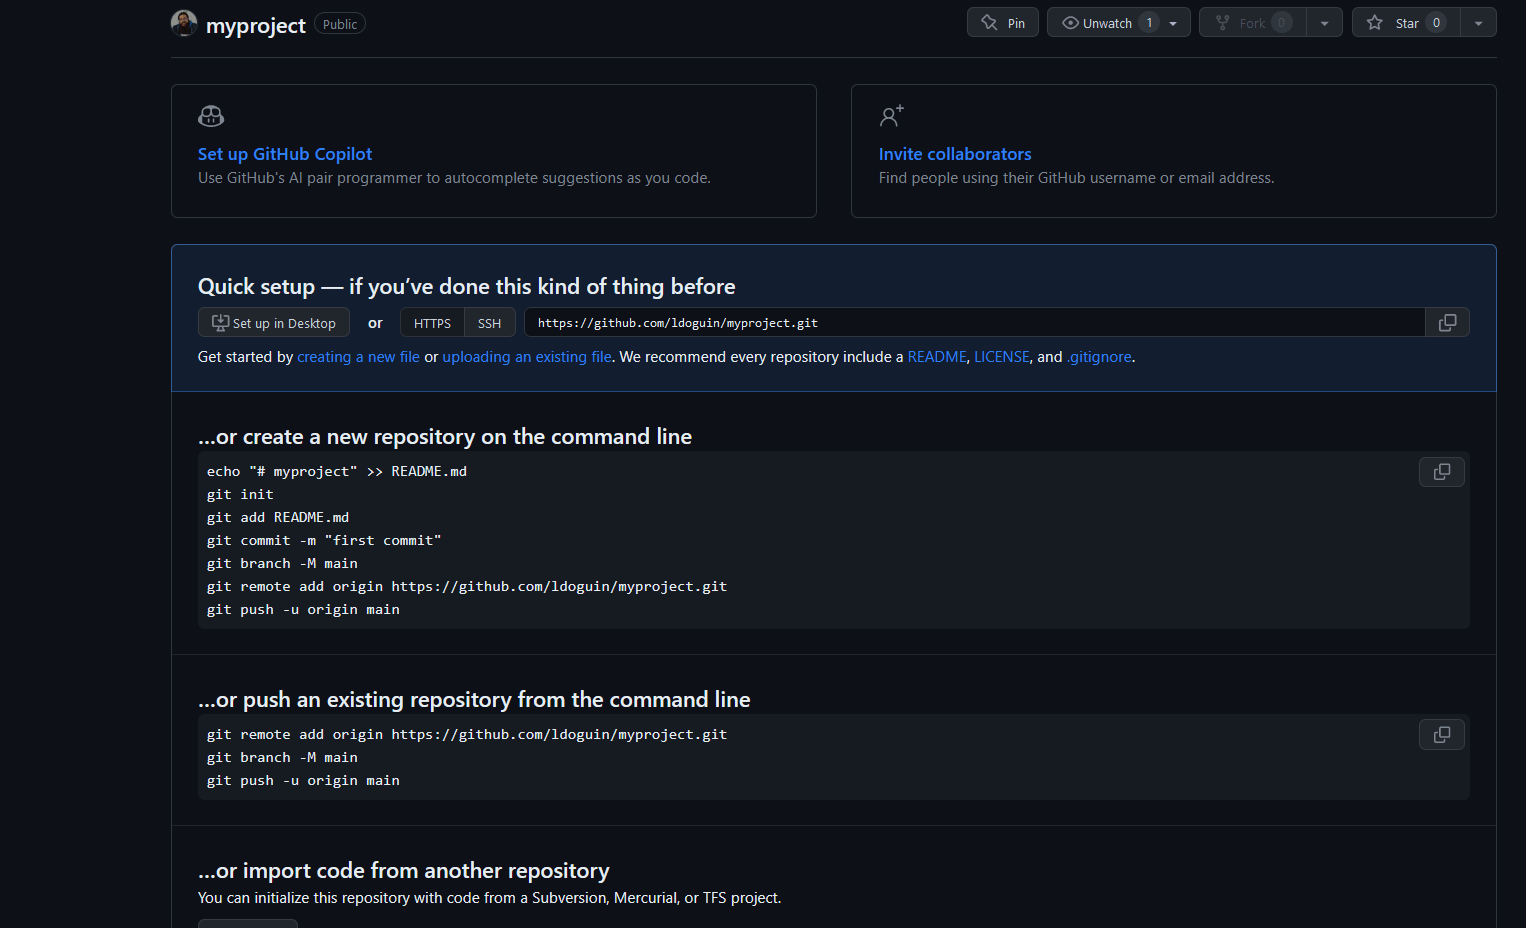 myproject Public Pin Unwatch 1 Fork 0 Star 0
Set up GitHub Copilot
Use GitHub's AI pair programmer to autocomplete suggestions as you code.
Invite collaborators
Find people using their GitHub username or email address.
Quick setup — if you’ve done this kind of thing before
Set up in Desktop or HTTPS SSH https://github.com/ldoguin/myproject.git
Get started by creating a new file or uploading an existing file. We recommend every repository include a README, LICENSE, and .gitignore.
…or create a new repository on the command line
echo "# myproject" >> README.md
git init
git add README.md
git commit -m "first commit"
git branch -M main
git remote add origin https://github.com/ldoguin/myproject.git
git push -u origin main
…or push an existing repository from the command line
git remote add origin https://github.com/ldoguin/myproject.git
git branch -M main
git push -u origin main
…or import code from another repository
You can initialize this repository with code from a Subversion, Mercurial, or TFS project.